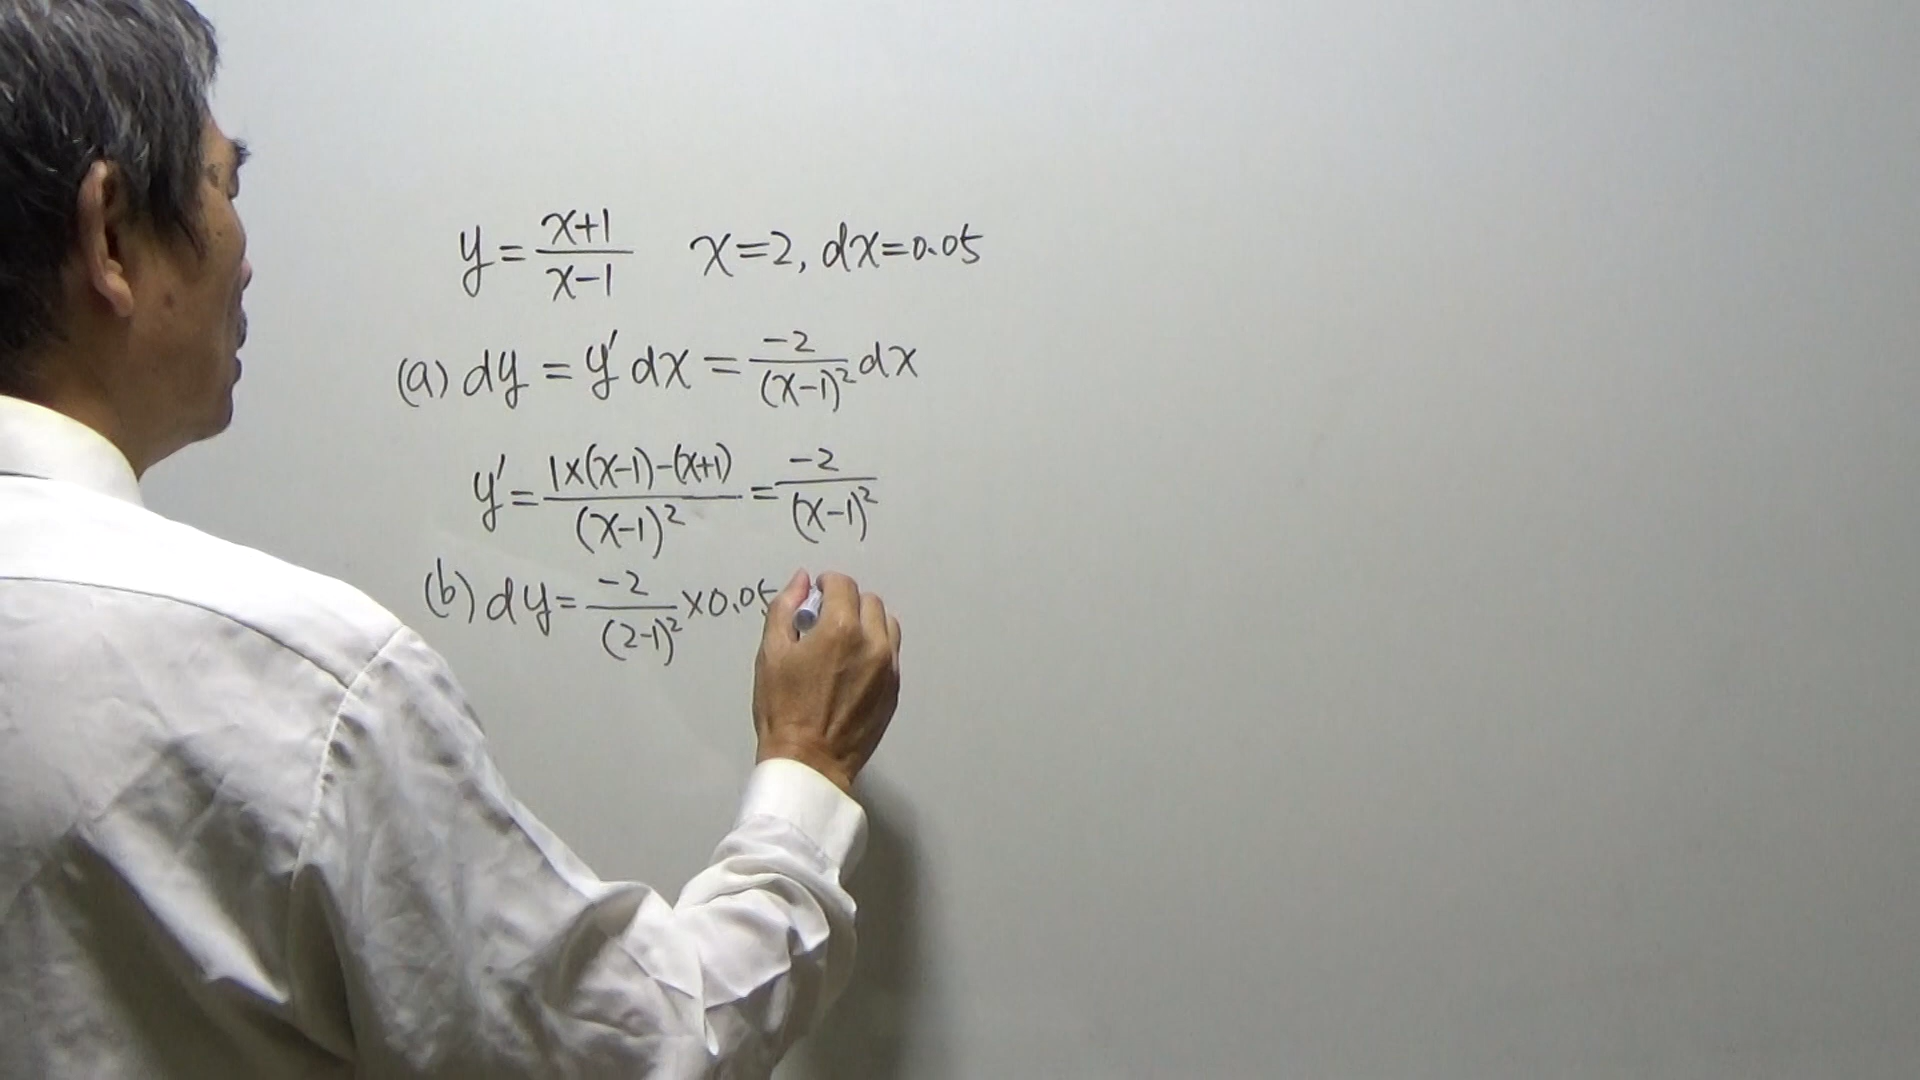 y = (x+1)/(x-1) x=2, dx=0.05
(a) dy = y' dx = -2/(x-1)² dx
y' = (1×(x-1)-(x+1))/(x-1)² = -2/(x-1)²
(b) dy = -2/(2-1)² ×0.05